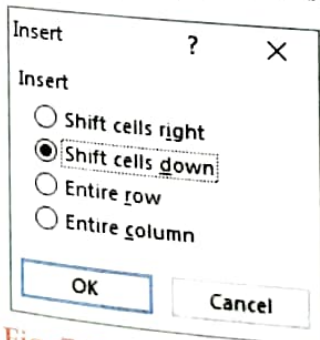 Insert
?
Insert
Shift cells right
Shift cells down
Entire row
Entire column
OK
Cancel